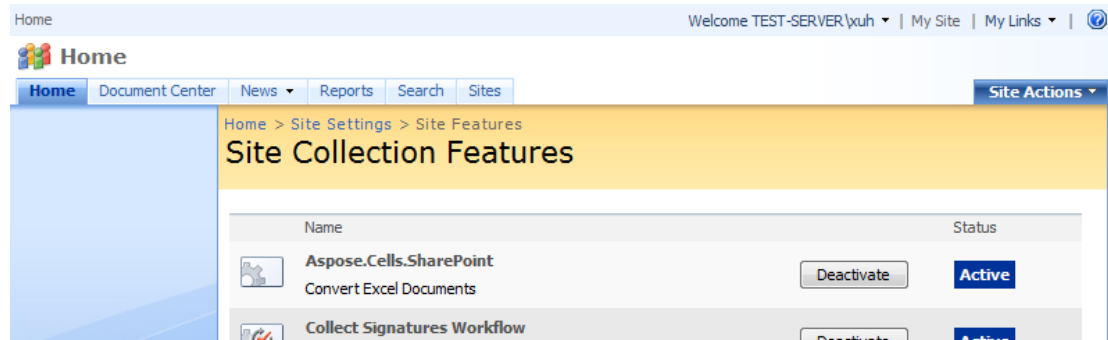 Home
Welcome TEST-SERVER\xuh | My Site | My Links |
Home
Home Document Center News Reports Search Sites Site Actions
Home > Site Settings > Site Features
Site Collection Features
Name Status
Aspose.Cells.SharePoint
Convert Excel Documents
Deactivate Active
Collect Signatures Workflow
Deactivate Active